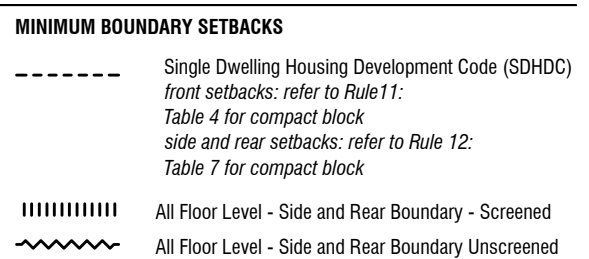 MINIMUM BOUNDARY SETBACKS
Single Dwelling Housing Development Code (SDHDC)
front setbacks: refer to Rule11:
Table 4 for compact block
side and rear setbacks: refer to Rule 12:
Table 7 for compact block
All Floor Level - Side and Rear Boundary - Screened
All Floor Level - Side and Rear Boundary Unscreened